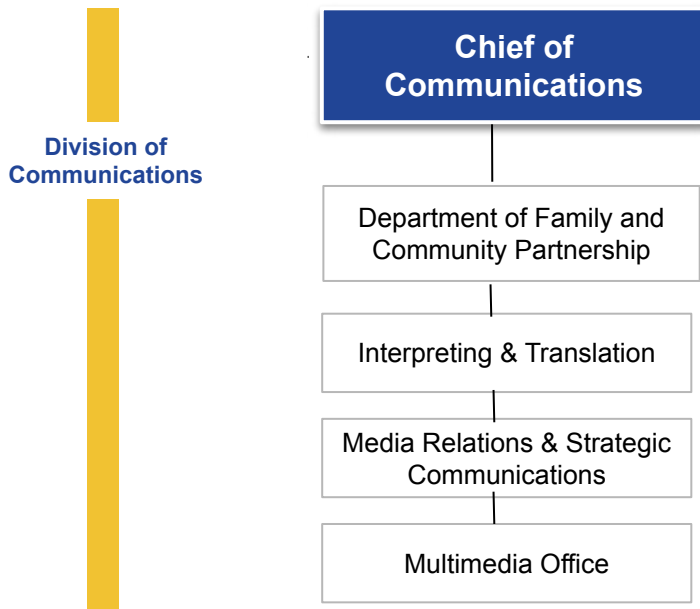 Chief of
Communications
Division of
Communications
Department of Family and
Community Partnership
Interpreting & Translation
Media Relations & Strategic
Communications
Multimedia Office